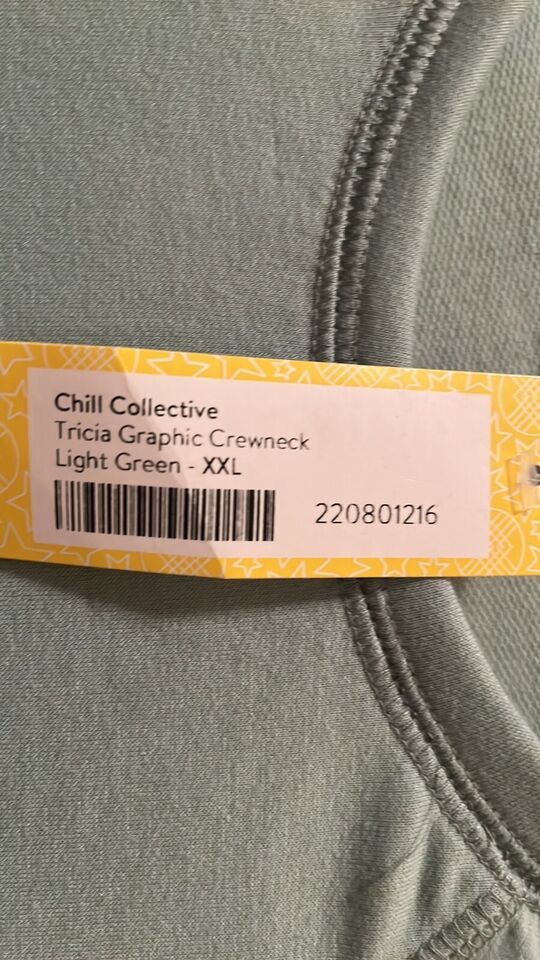 Chill Collective
Tricia Graphic Crewneck
Light Green - XXL
220801216